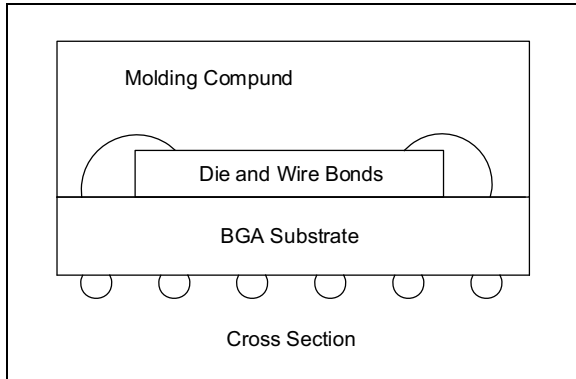 Molding Compund
Die and Wire Bonds
BGA Substrate
Cross Section